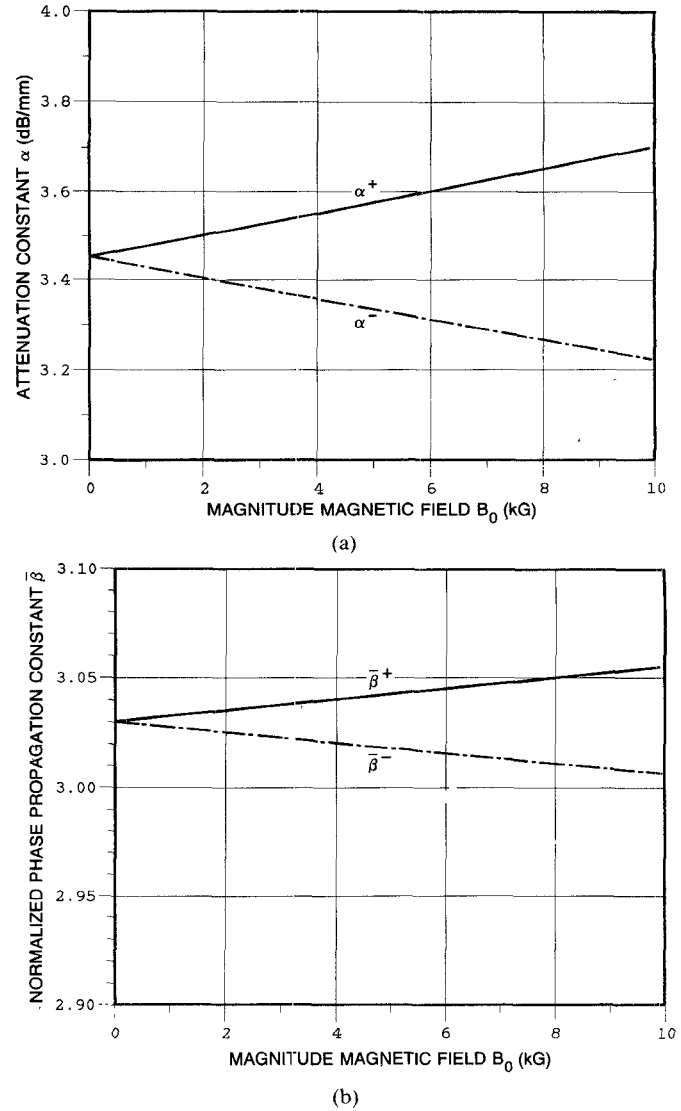 4.0
3.8
3.6
3.4
3.2
3.0
ATTENUATION CONSTANT α (dB/mm)
α+
α−
0 2 4 6 8 10
MAGNITUDE MAGNETIC FIELD B0 (kG)
(a)
3.10
3.05
3.00
2.95
2.90
NORMALIZED PHASE PROPAGATION CONSTANT β̅
β̅+
β̅−
0 2 4 6 8 10
MAGNITUDE MAGNETIC FIELD B0 (kG)
(b)